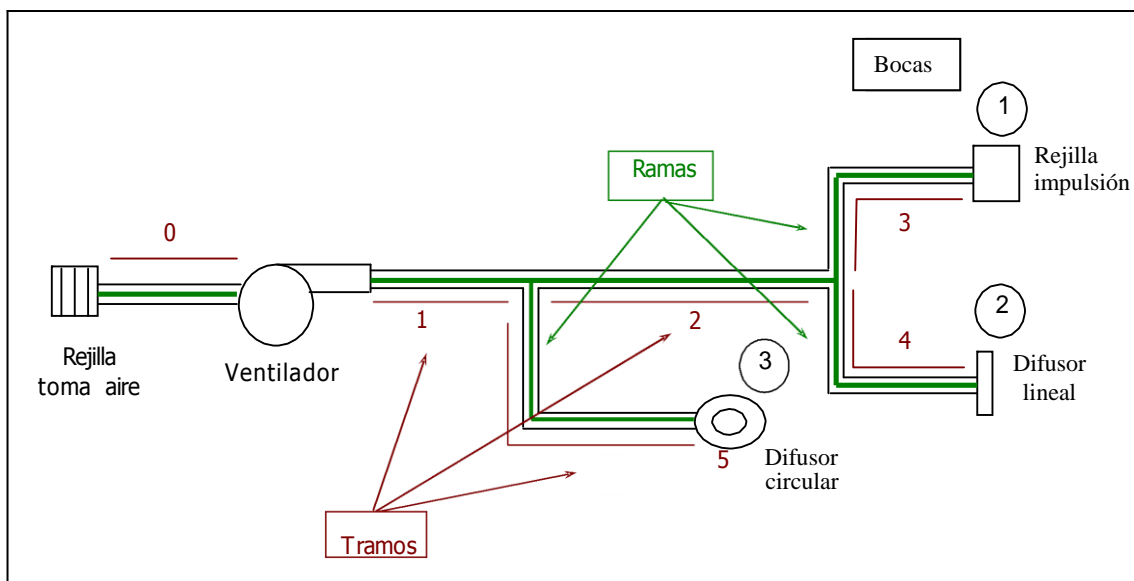 Bocas
1
Rejilla
impulsión
Ramas
0
3
1
2
2
4
Rejilla
toma aire
Ventilador
3
Difusor
lineal
5
Difusor
circular
Tramos